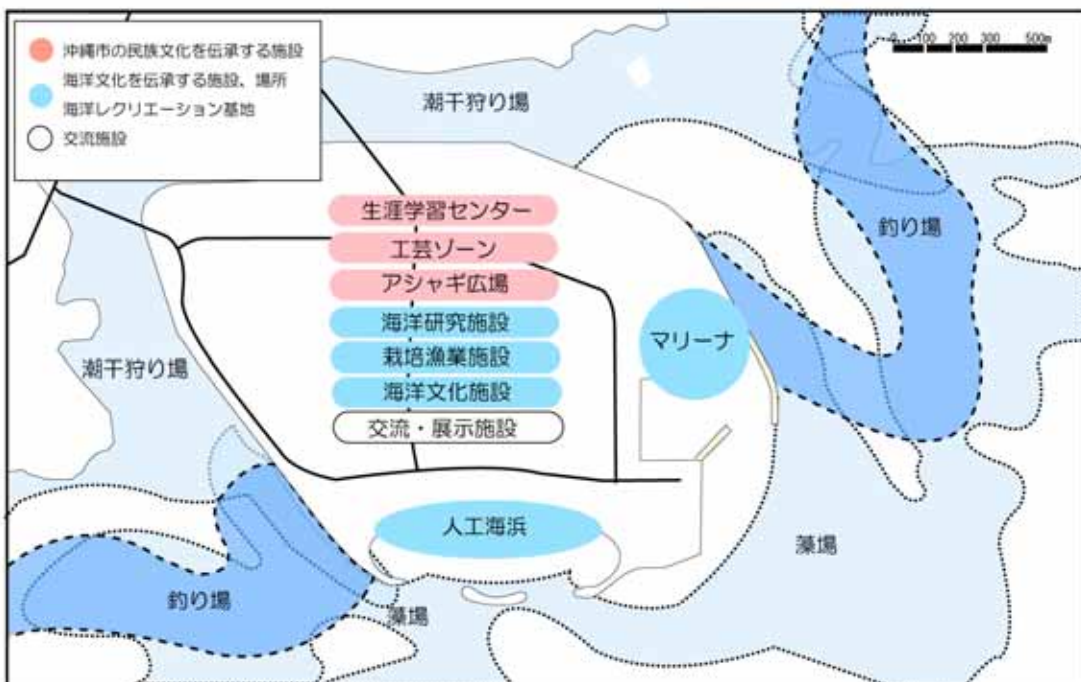 沖縄市の民族文化を伝承する施設
海洋文化を伝承する施設、場所
海洋レクリエーション基地
交流施設
0 100 200 300 500m
潮干狩り場
釣り場
生涯学習センター
工芸ゾーン
アシャギ広場
海洋研究施設
栽培漁業施設
海洋文化施設
交流・展示施設
マリーナ
潮干狩り場
人工海浜
藻場
釣り場
藻場